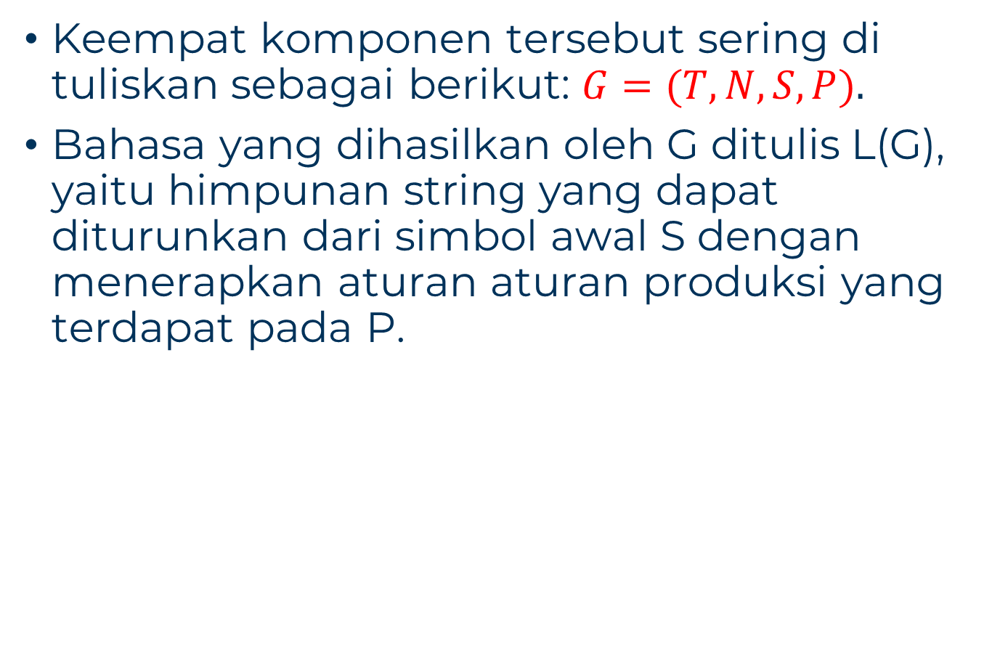 • Keempat komponen tersebut sering di
tuliskan sebagai berikut: G = (T, N, S, P).
• Bahasa yang dihasilkan oleh G ditulis L(G),
yaitu himpunan string yang dapat
diturunkan dari simbol awal S dengan
menerapkan aturan aturan produksi yang
terdapat pada P.